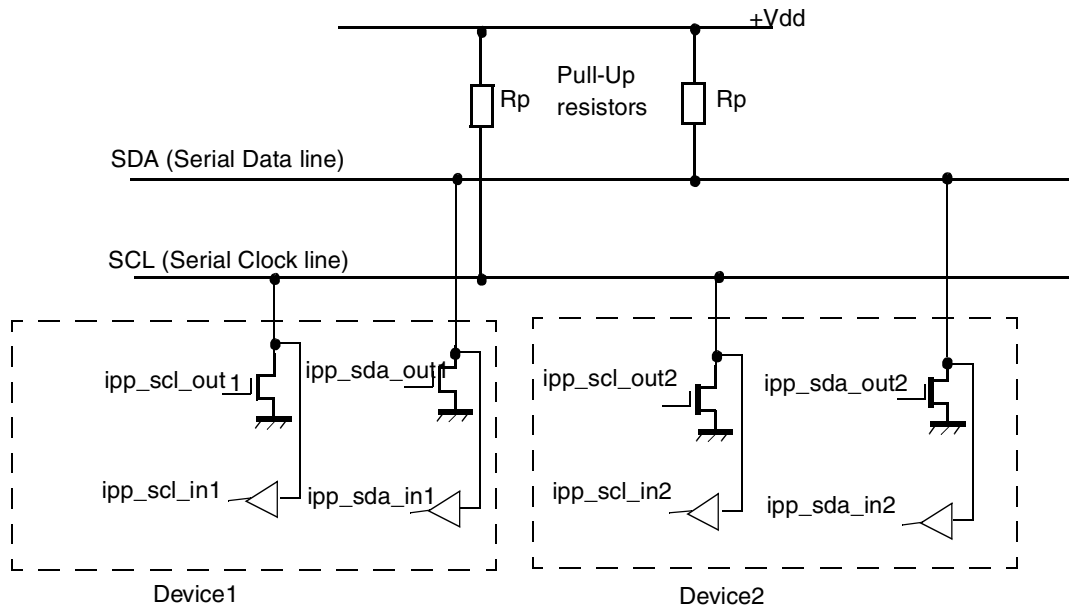 +Vdd
Rp
Pull-Up
resistors
Rp
SDA (Serial Data line)
SCL (Serial Clock line)
ipp_scl_out1
ipp_sda_out1
ipp_scl_out2
ipp_sda_out2
ipp_scl_in1
ipp_sda_in1
ipp_scl_in2
ipp_sda_in2
Device1
Device2